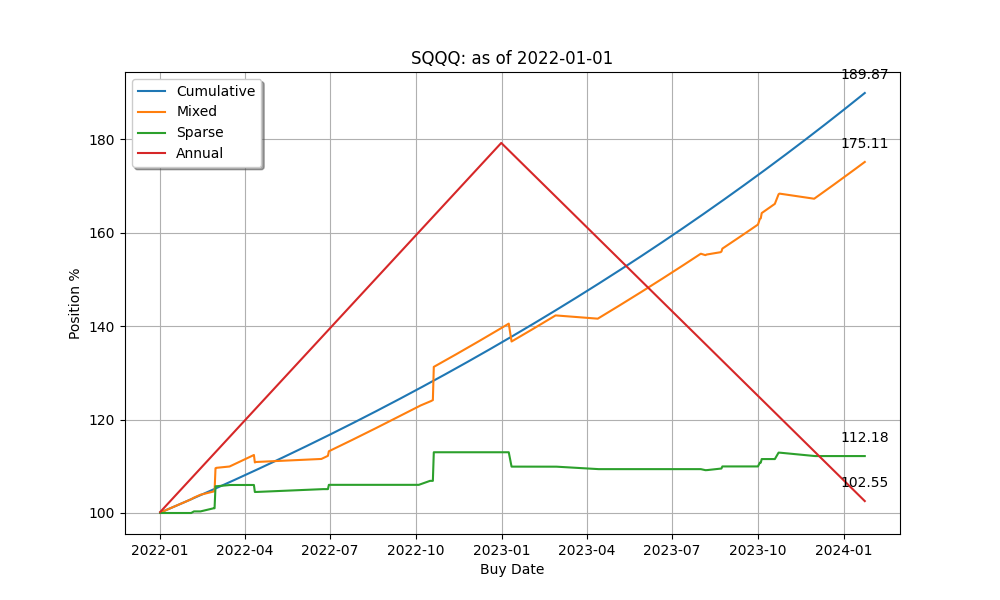 SQQQ: as of 2022-01-01
Cumulative
Mixed
Sparse
Annual
189.87
175.11
112.18
102.55
Position %
180
160
140
120
100
2022-01
2022-04
2022-07
2022-10
2023-01
2023-04
2023-07
2023-10
2024-01
Buy Date